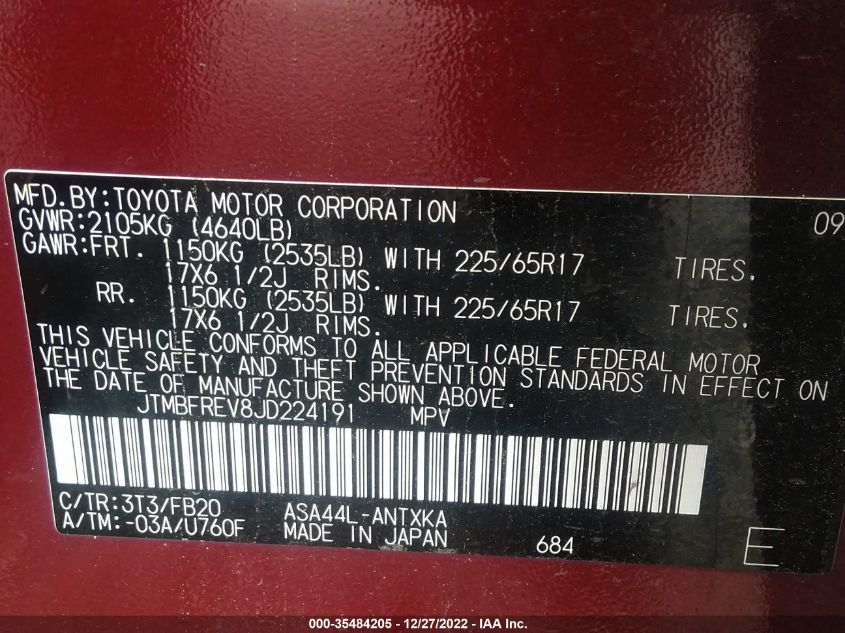 MFD.BY:TOYOTA MOTOR CORPORATION 09
GVWR:2105KG (4640LB)
GAWR:FRT. 1150KG (2535LB) WITH 225/65R17 TIRES.
17X6 1/2J RIMS.
RR. 1150KG (2535LB) WITH 225/65R17 TIRES.
17X6 1/2J RIMS.
THIS VEHICLE CONFORMS TO ALL APPLICABLE FEDERAL MOTOR
VEHICLE SAFETY AND THEFT PREVENTION STANDARDS IN EFFECT ON
THE DATE OF MANUFACTURE SHOWN ABOVE.
JTMBFREV8JD224191 MPV
C/TR:3T3/FB20 ASA44L-ANTXKA
A/TM:-03A/U760F MADE IN JAPAN 684 E
000-35484205 - 12/27/2022 - IAA Inc.